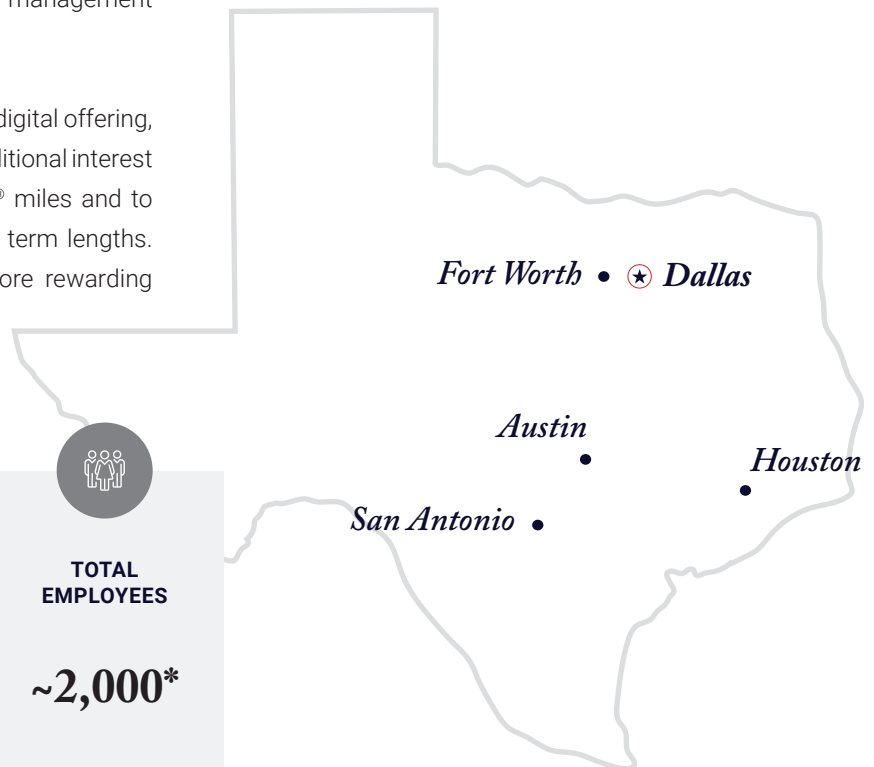 management
digital offering,
ditional interest
® miles and to
term lengths.
ore rewarding
Fort Worth
Dallas
Austin
Houston
San Antonio
TOTAL
EMPLOYEES
~2,000*